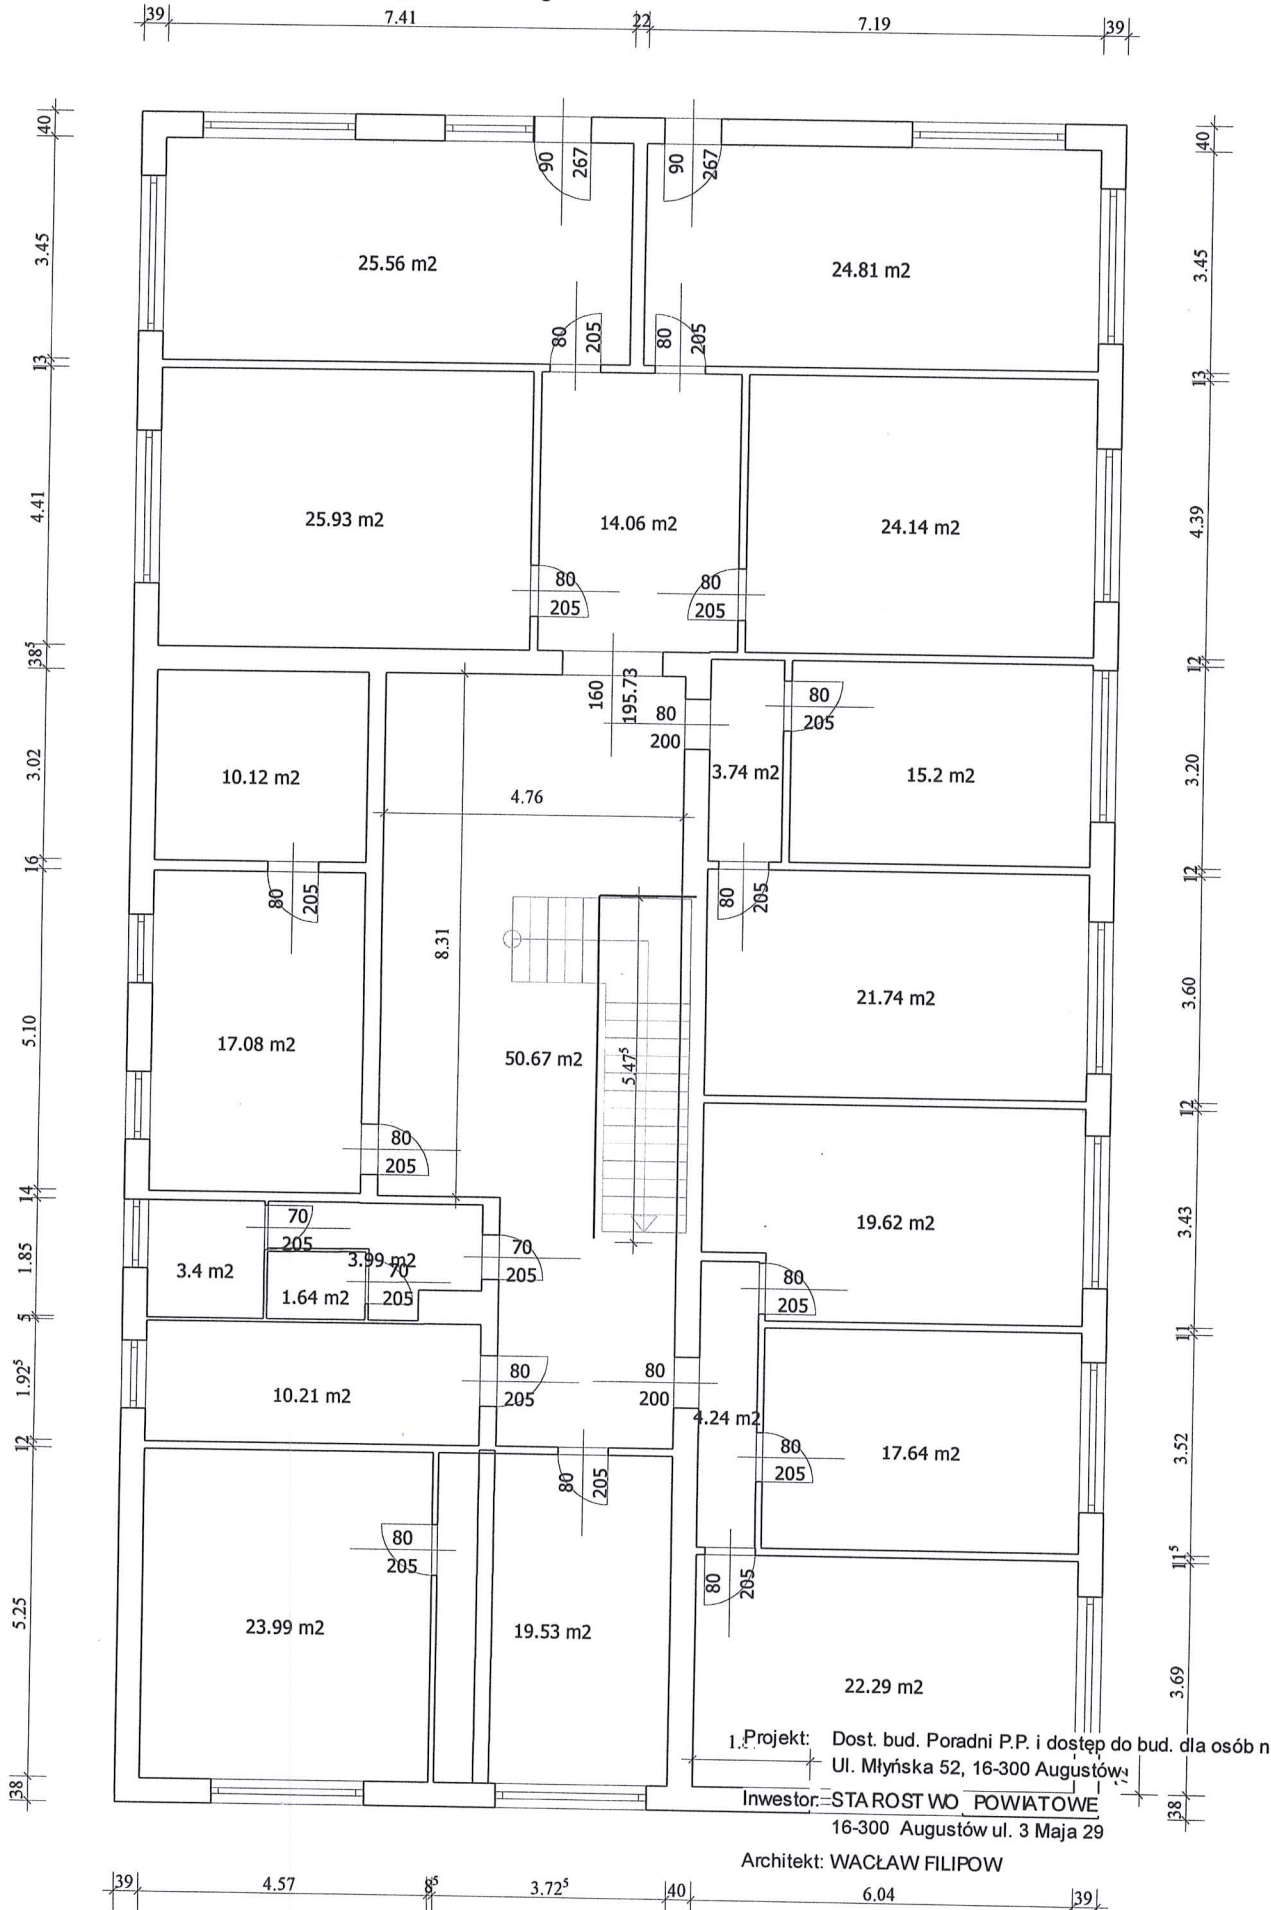 39 7.41 22 7.19 39
40 40
90 267 90 267
3.45 25.56 m2 24.81 m2 3.45
80 205 80 205
13 13
4.41 25.93 m2 14.06 m2 24.14 m2 4.39
80 80
205 205
38⁵ 12
160 195.73 80 80
200 205
3.02 10.12 m2 3.74 m2 15.2 m2 3.20
4.76
16 12
80 205 80 205
8.31
21.74 m2 3.60
5.10 17.08 m2 50.67 m2 5.47⁵
12
80
205
14
70 19.62 m2 3.43
205 3.99 m2 70
1.85 3.4 m2 70 205
1.64 m2 205 80
205
5 11
1.92⁵ 10.21 m2 80 80
205 200
4.24 m2
12 80 17.64 m2 3.52
80 205 205
80
205 11⁵
80 205
5.25 23.99 m2 19.53 m2
22.29 m2 3.69
Projekt: Dost. bud. Poradni P.P. i dostęp do bud. dla osób n
Ul. Młyńska 52, 16-300 Augustów
38 Inwestor: STAROSTWO POWIATOWE 38
16-300 Augustów ul. 3 Maja 29
Architekt: WACŁAW FILIPOW
39 4.57 8⁵ 3.72⁵ 40 6.04 39